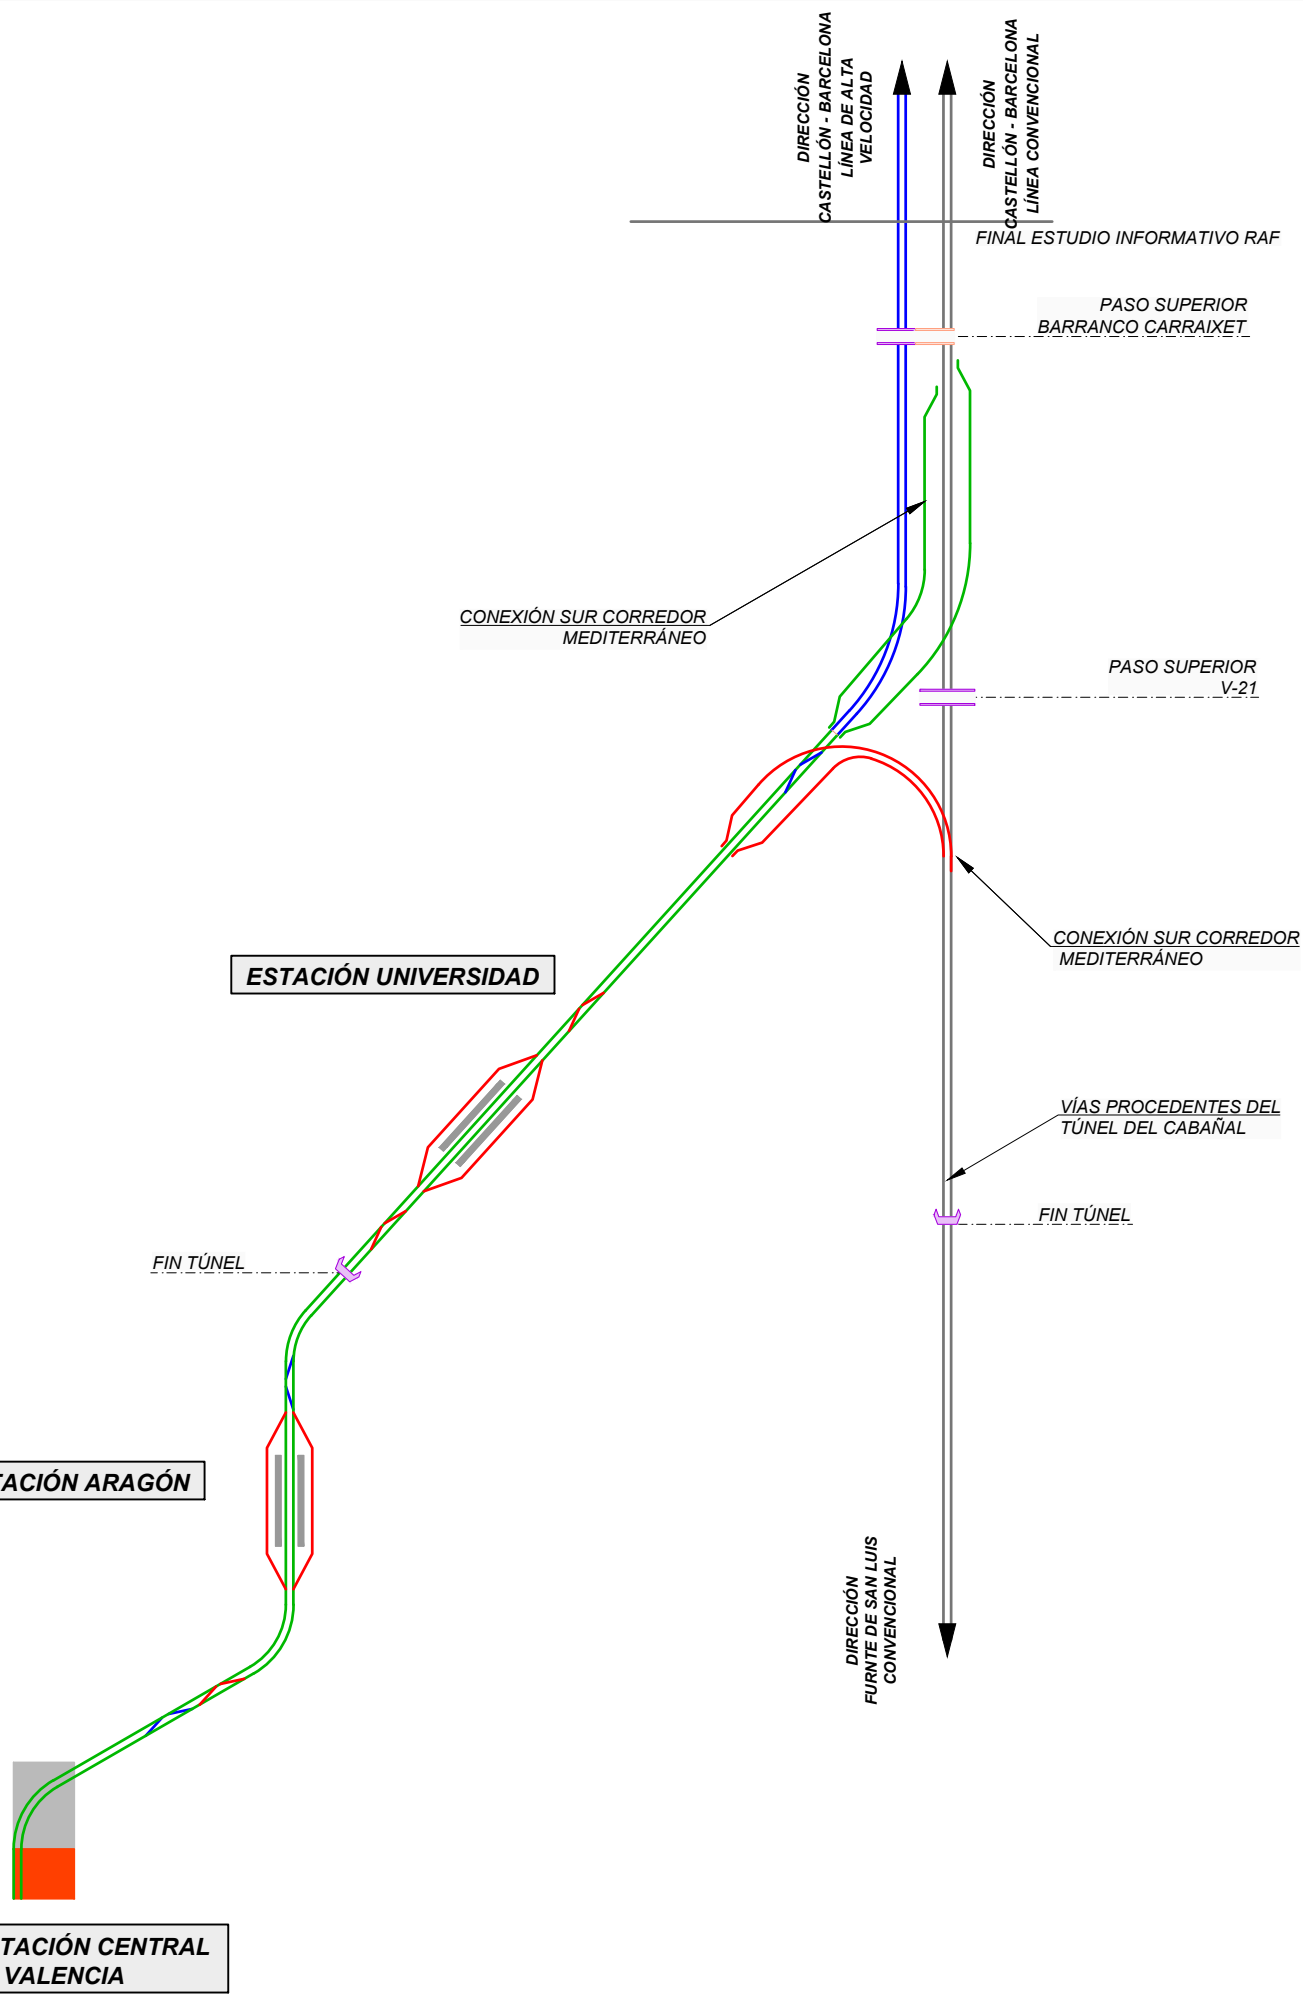 DIRECCIÓN
CASTELLÓN - BARCELONA
LÍNEA DE ALTA
VELOCIDAD
DIRECCIÓN
CASTELLÓN - BARCELONA
LÍNEA CONVENCIONAL
FINAL ESTUDIO INFORMATIVO RAF
PASO SUPERIOR
BARRANCO CARRAIXET
CONEXIÓN SUR CORREDOR
MEDITERRÁNEO
PASO SUPERIOR
V-21
CONEXIÓN SUR CORREDOR
MEDITERRÁNEO
ESTACIÓN UNIVERSIDAD
VÍAS PROCEDENTES DEL
TÚNEL DEL CABAÑAL
FIN TÚNEL
FIN TÚNEL
TACIÓN ARAGÓN
DIRECCIÓN
FURNTE DE SAN LUIS
CONVENCIONAL
TACIÓN CENTRAL
VALENCIA